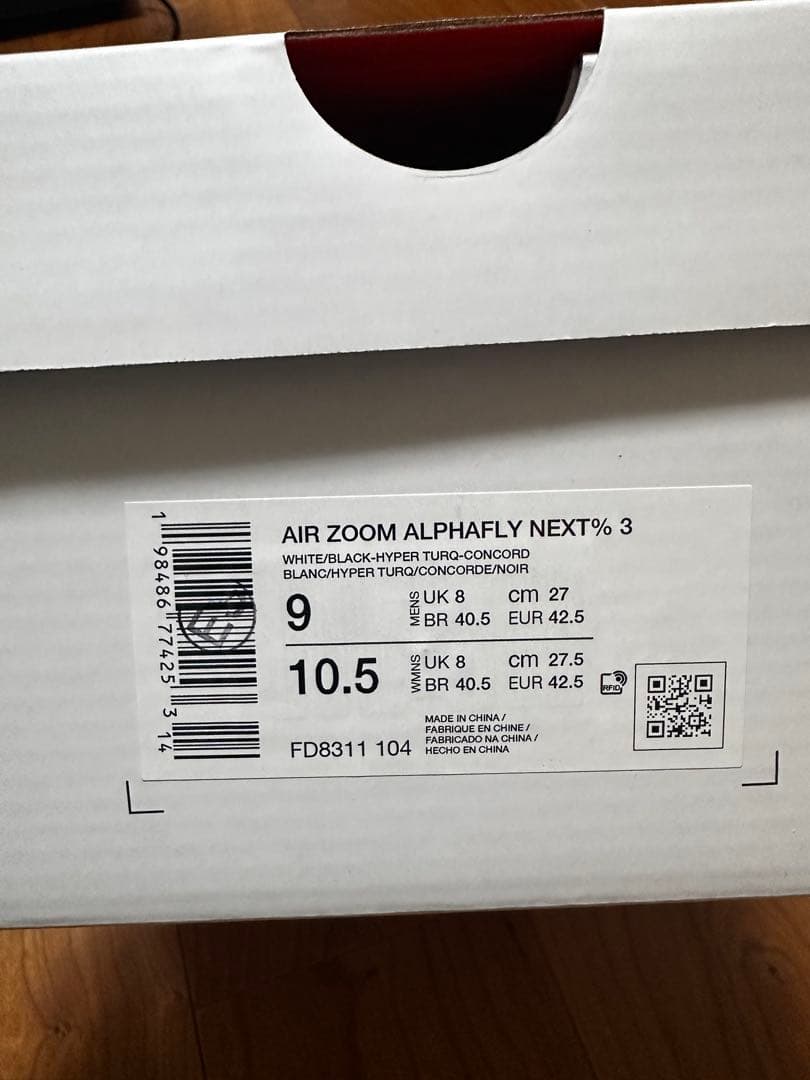 AIR ZOOM ALPHAFLY NEXT% 3
WHITE/BLACK-HYPER TURQ-CONCORD
BLANC/HYPER TURQ/CONCORDE/NOIR
9 MENS UK 8 cm 27
BR 40.5 EUR 42.5
10.5 WMNS UK 8 cm 27.5
BR 40.5 EUR 42.5
RFID
FD8311 104
MADE IN CHINA /
FABRIQUE EN CHINE /
FABRICADO NA CHINA /
HECHO EN CHINA
1 98486 77425 3 14